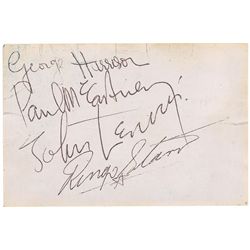 George Harrison
Paul McCartney
John Lennon
Ringo Starr